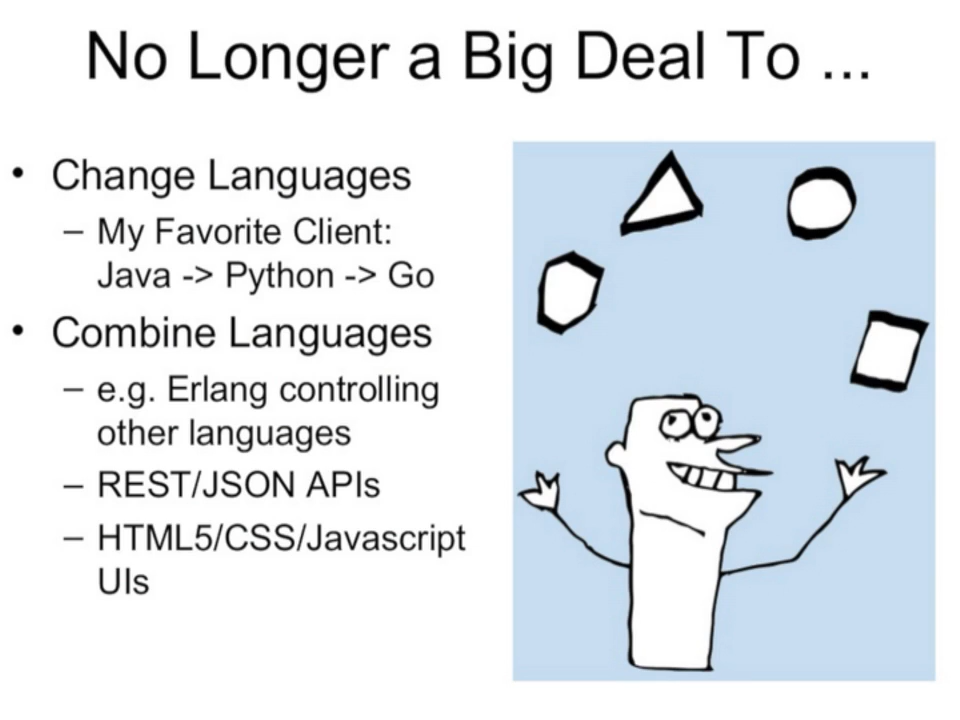 No Longer a Big Deal To ...
• Change Languages
– My Favorite Client:
Java -> Python -> Go
• Combine Languages
– e.g. Erlang controlling
other languages
– REST/JSON APIs
– HTML5/CSS/Javascript
UIs